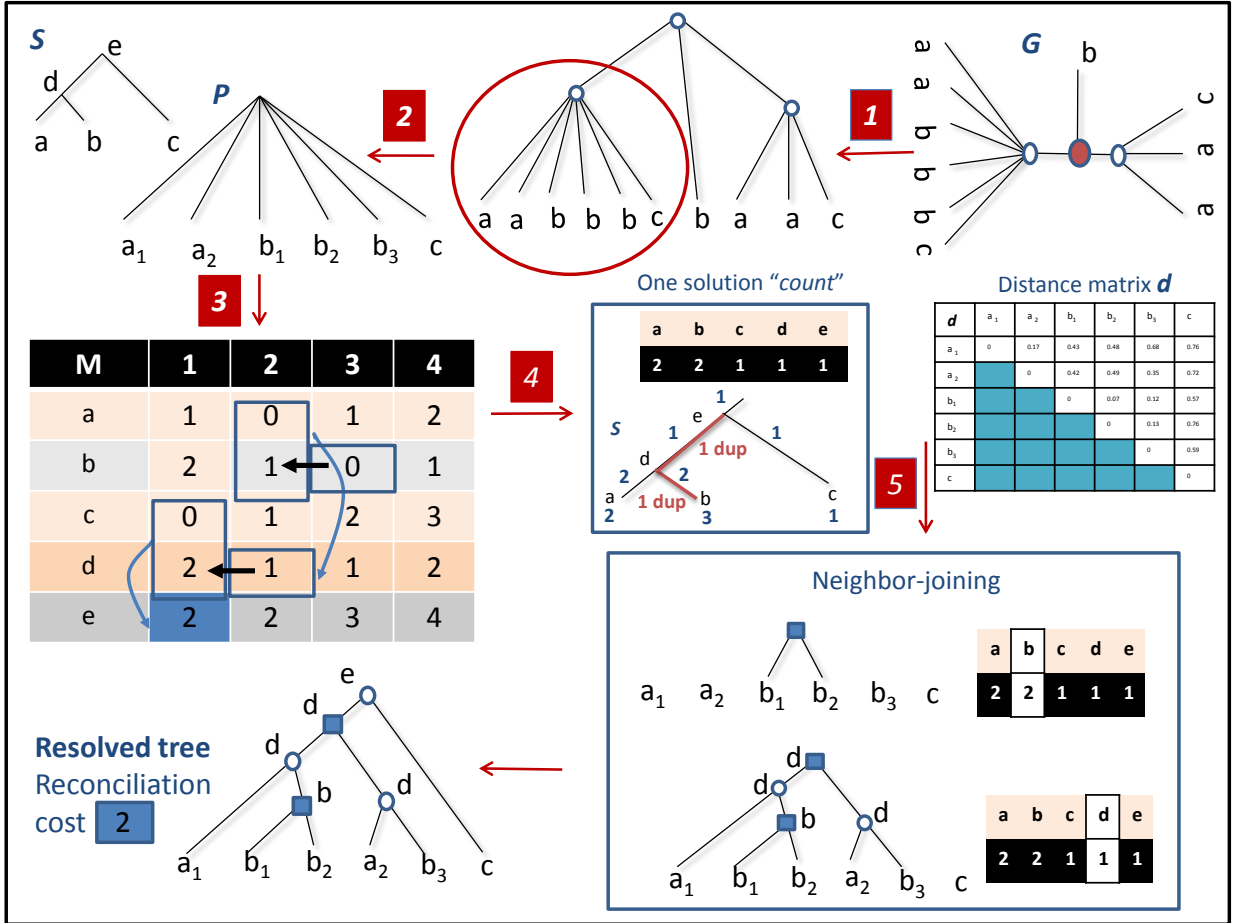 S
e
d
a b c
P
a1 a2 b1 b2 b3 c
2
a a b b b c b a a c
1
G
a
a
b
b
b
c
b
c
a
a
3
M 1 2 3 4
a 1 0 1 2
b 2 1 0 1
c 0 1 2 3
d 2 1 1 2
e 2 2 3 4
4
One solution “count”
a b c d e
2 2 1 1 1
S
1
e
1 1
1 dup
d
2 2
a b c
1 dup
2 3 1
Distance matrix d
d a1 a2 b1 b2 b3 c
a1 0 0.17 0.43 0.48 0.68 0.76
a2 0 0.42 0.49 0.35 0.72
b1 0 0.07 0.12 0.57
b2 0 0.13 0.76
b3 0 0.59
c 0
5
Neighbor-joining
a1 a2 b1 b2 b3 c
a b c d e
2 2 1 1 1
d
d
b d
a1 b1 b2 a2 b3 c
a b c d e
2 2 1 1 1
Resolved tree
Reconciliation
cost 2
e
d
d
b d
a1 b1 b2 a2 b3 c